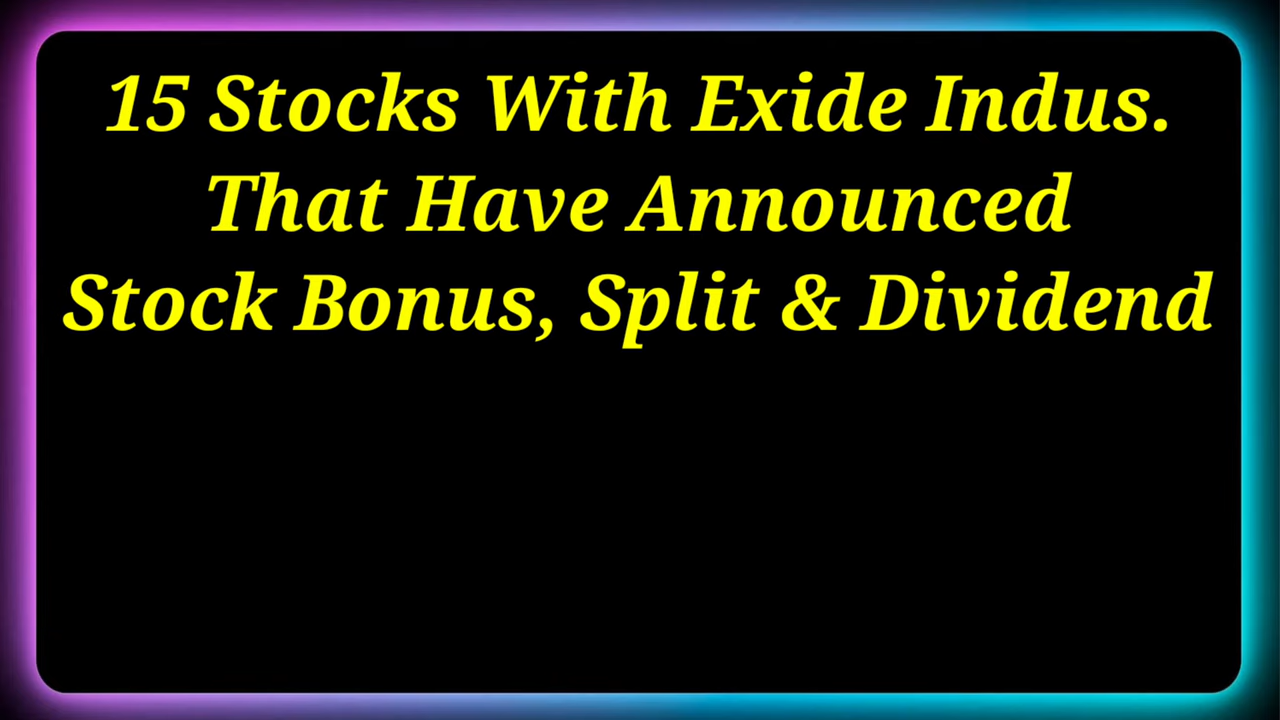 15 Stocks With Exide Indus.
That Have Announced
Stock Bonus, Split & Dividend